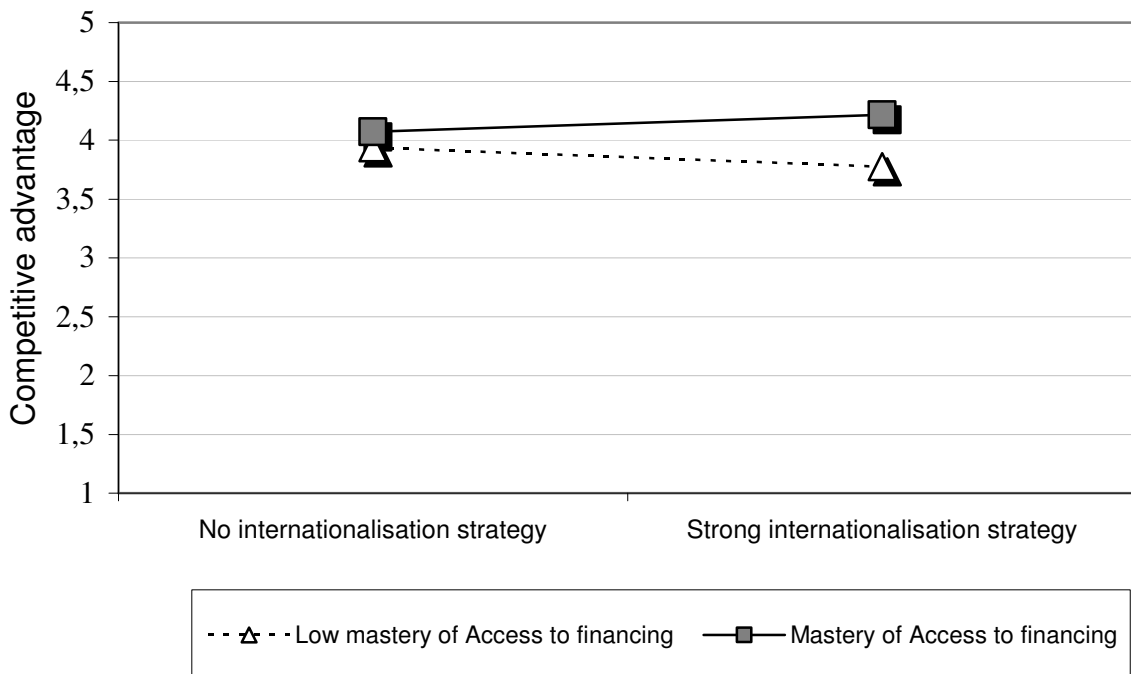 5
4,5
4
3,5
3
2,5
2
1,5
1
Competitive advantage
No internationalisation strategy
Strong internationalisation strategy
Low mastery of Access to financing
Mastery of Access to financing